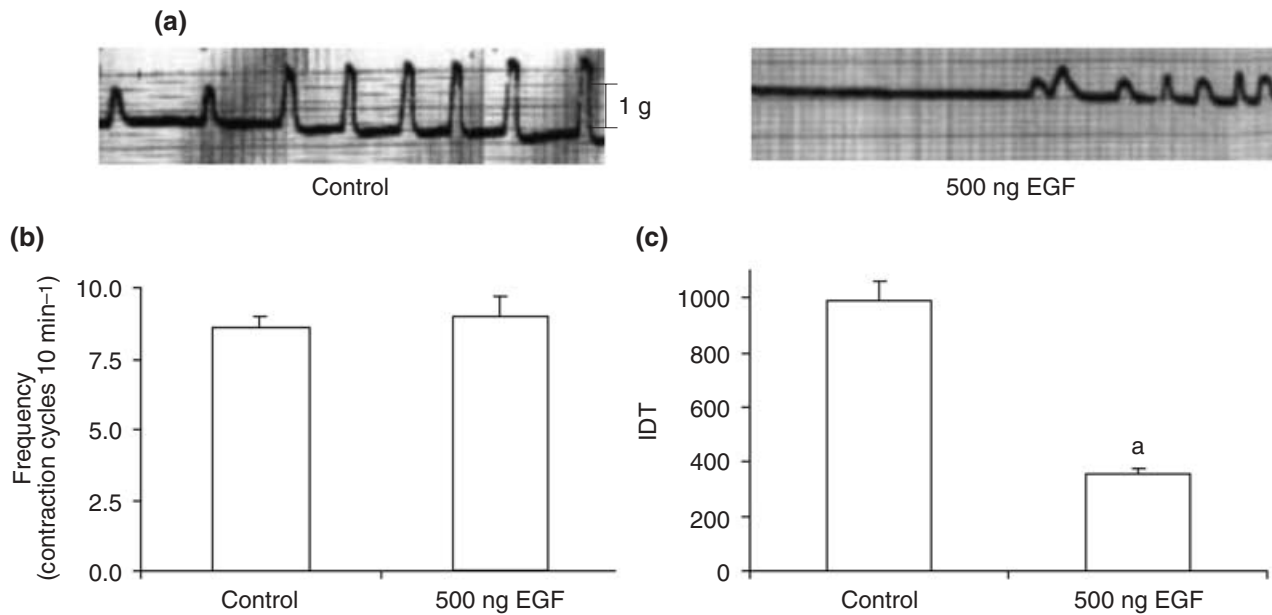 (a)
1 g
Control
500 ng EGF
(b)
Frequency
(contraction cycles 10 min⁻¹)
10.0
7.5
5.0
2.5
0.0
Control
500 ng EGF
(c)
IDT
1000
800
600
400
200
0
a
Control
500 ng EGF